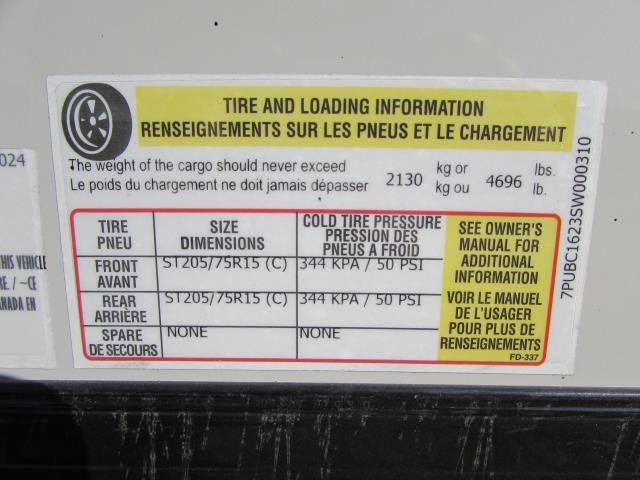 TIRE AND LOADING INFORMATION
RENSEIGNEMENTS SUR LES PNEUS ET LE CHARGEMENT
The weight of the cargo should never exceed 2130 kg or 4696 lbs.
Le poids du chargement ne doit jamais dépasser kg ou lb.
TIRE PNEU
SIZE DIMENSIONS
COLD TIRE PRESSURE
PRESSION DES PNEUS À FROID
FRONT AVANT
ST205/75R15 (C)
344 KPA / 50 PSI
REAR ARRIÈRE
ST205/75R15 (C)
344 KPA / 50 PSI
SPARE DE SECOURS
NONE
NONE
SEE OWNER'S
MANUAL FOR
ADDITIONAL
INFORMATION
VOIR LE MANUEL
DE L'USAGER
POUR PLUS DE
RENSEIGNEMENTS
FD-337
7PUBC1623SW000310
024
THIS VEHICLE
RE. / ~CE
ANADA EN